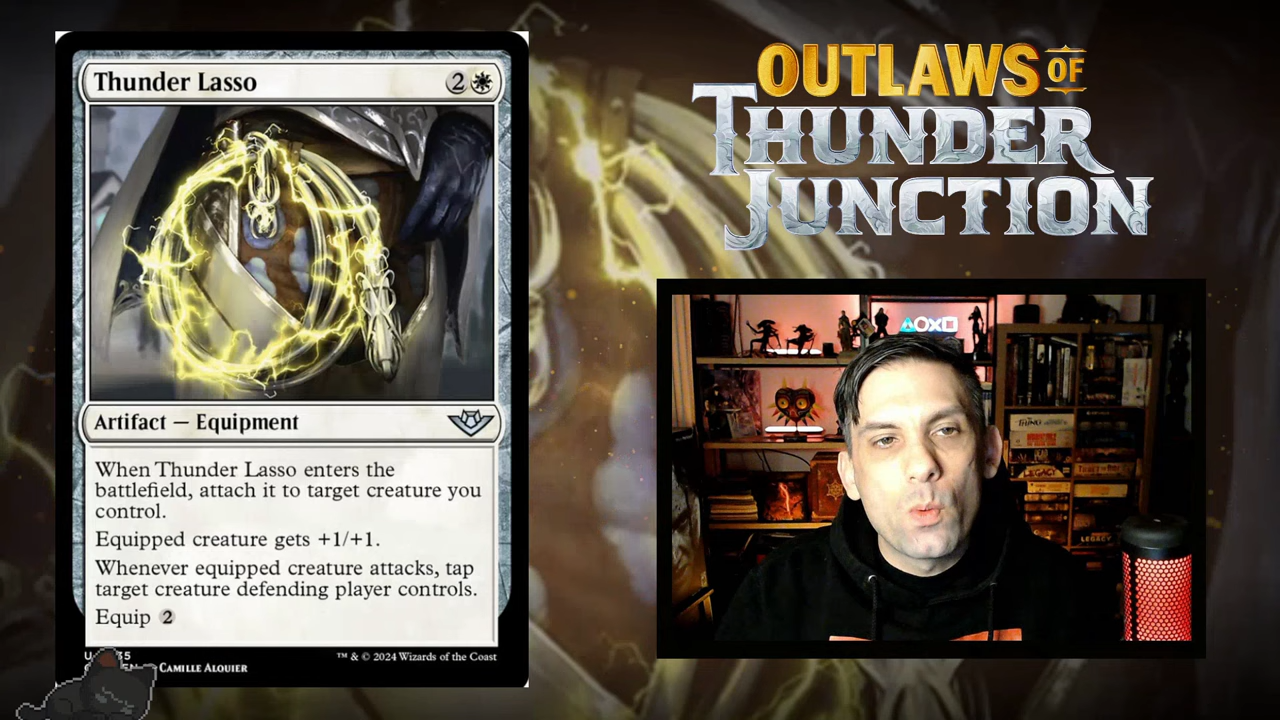 Thunder Lasso 2
Artifact — Equipment
When Thunder Lasso enters the
battlefield, attach it to target creature you
control.
Equipped creature gets +1/+1.
Whenever equipped creature attacks, tap
target creature defending player controls.
Equip 2
CAMILLE ALQUIER
™ & © 2024 Wizards of the Coast
OUTLAWS OF
THUNDER
JUNCTION
LEGACY
LEGACY